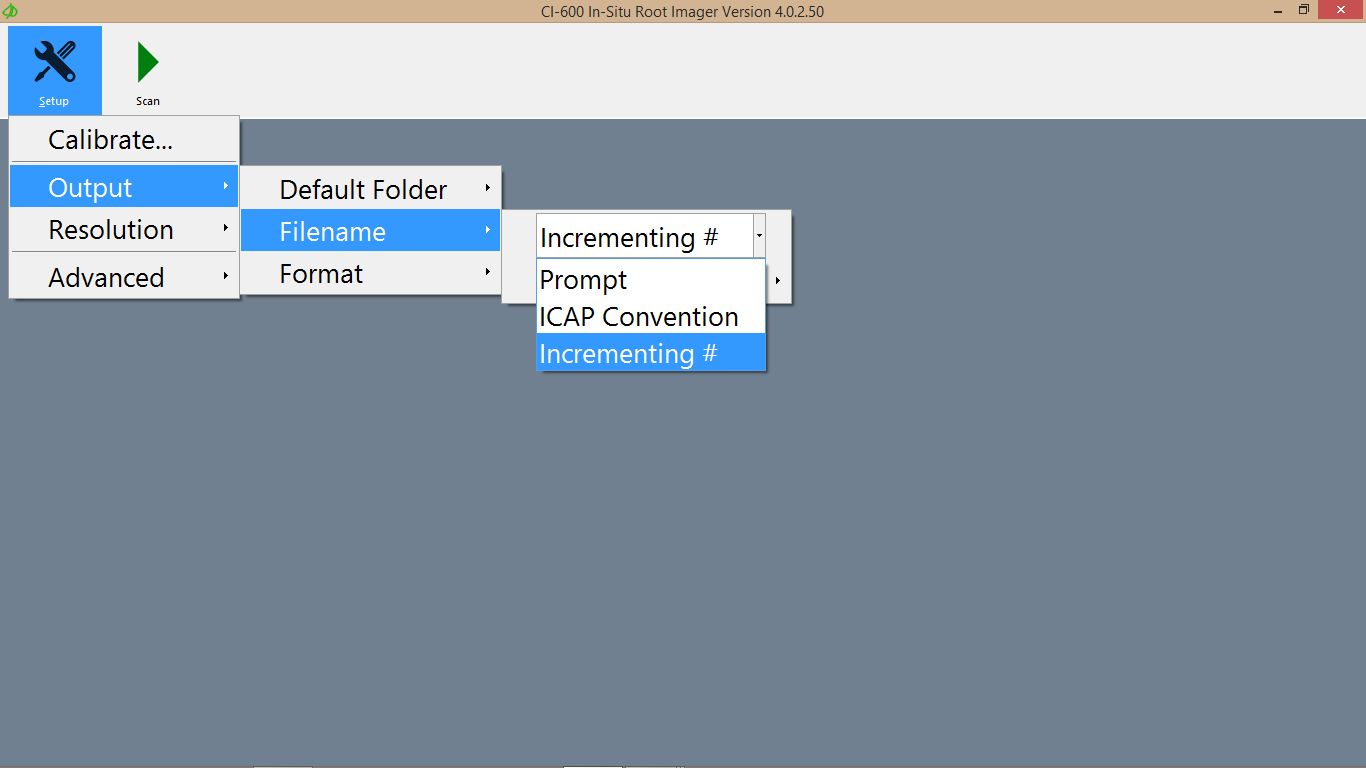 CI-600 In-Situ Root Imager Version 4.0.2.50
Setup
Scan
Calibrate...
Output
Resolution
Advanced
Default Folder
Filename
Format
Incrementing #
Prompt
ICAP Convention
Incrementing #